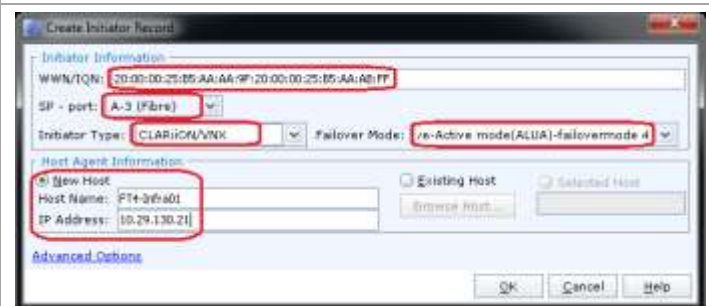 Create Initiator Record
Initiator Information
WWN/IQN: 20:00:00:25:B5:AA:AA:9F:20:00:00:25:B5:AA:AB:FF
SP - port: A-3 (Fibre)
Initiator Type: CLARiiON/VNX Failover Mode: ve-Active mode(ALUA)-failovermode 4
Host Agent Information
New Host Existing Host Selected Host
Host Name: FT4-Infra01 Browse Host...
IP Address: 10.29.130.21
Advanced Options
OK Cancel Help